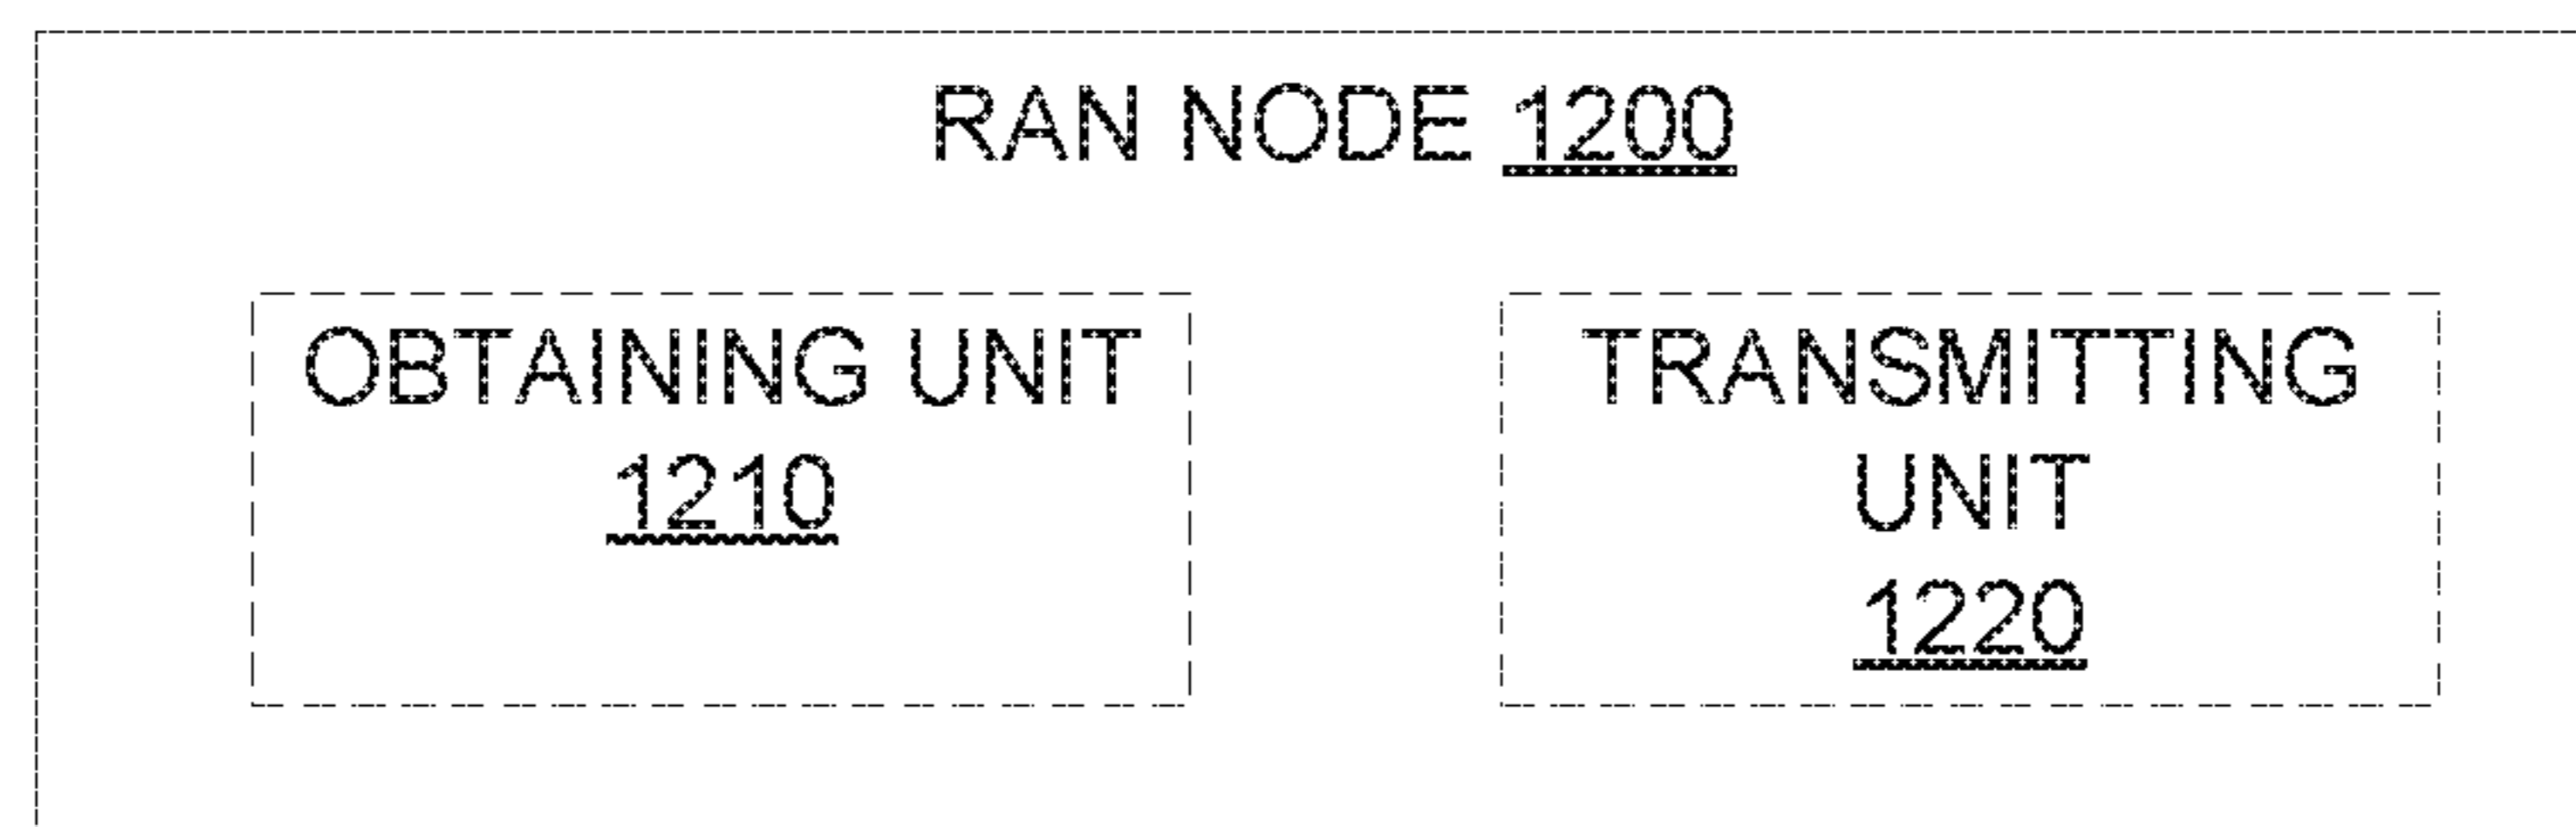 RAN NODE 1200
OBTAINING UNIT
1210
TRANSMITTING
UNIT
1220